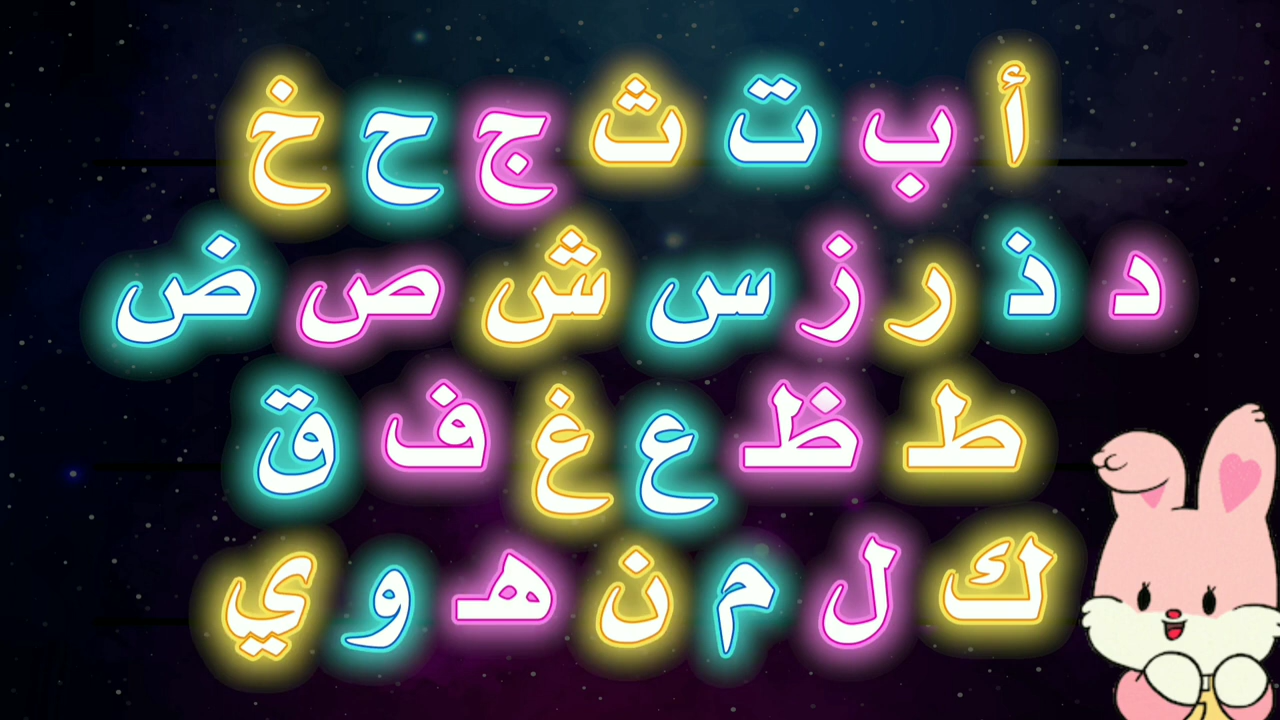 أ ب ت ث ج ح خ
د ذ ر ز س ش ص ض
ط ظ ع غ ف ق
ك ل م ن هـ و ي